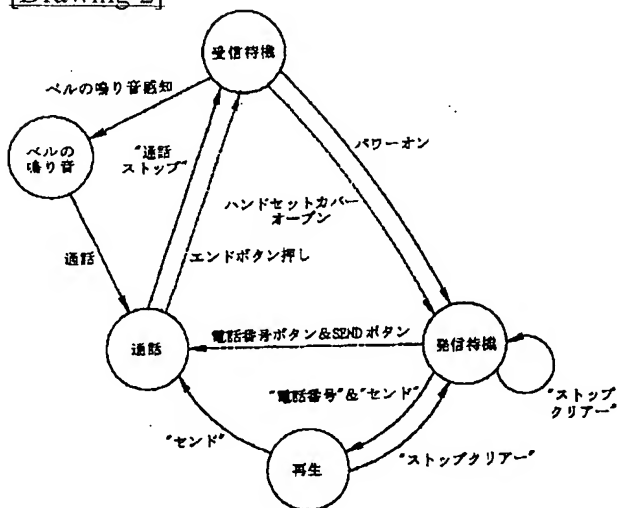 [Drawing 2]
受信待機
ベルの鳴り音感知
パワーオン
ベルの
鳴り音
"通話
ストップ"
ハンドセットカバー
オープン
通話
エンドボタン押し
通話
電話番号ボタン&SENDボタン
発信待機
"電話番号"&"センド"
"ストップ
クリアー"
"センド"
再生
"ストップクリアー"